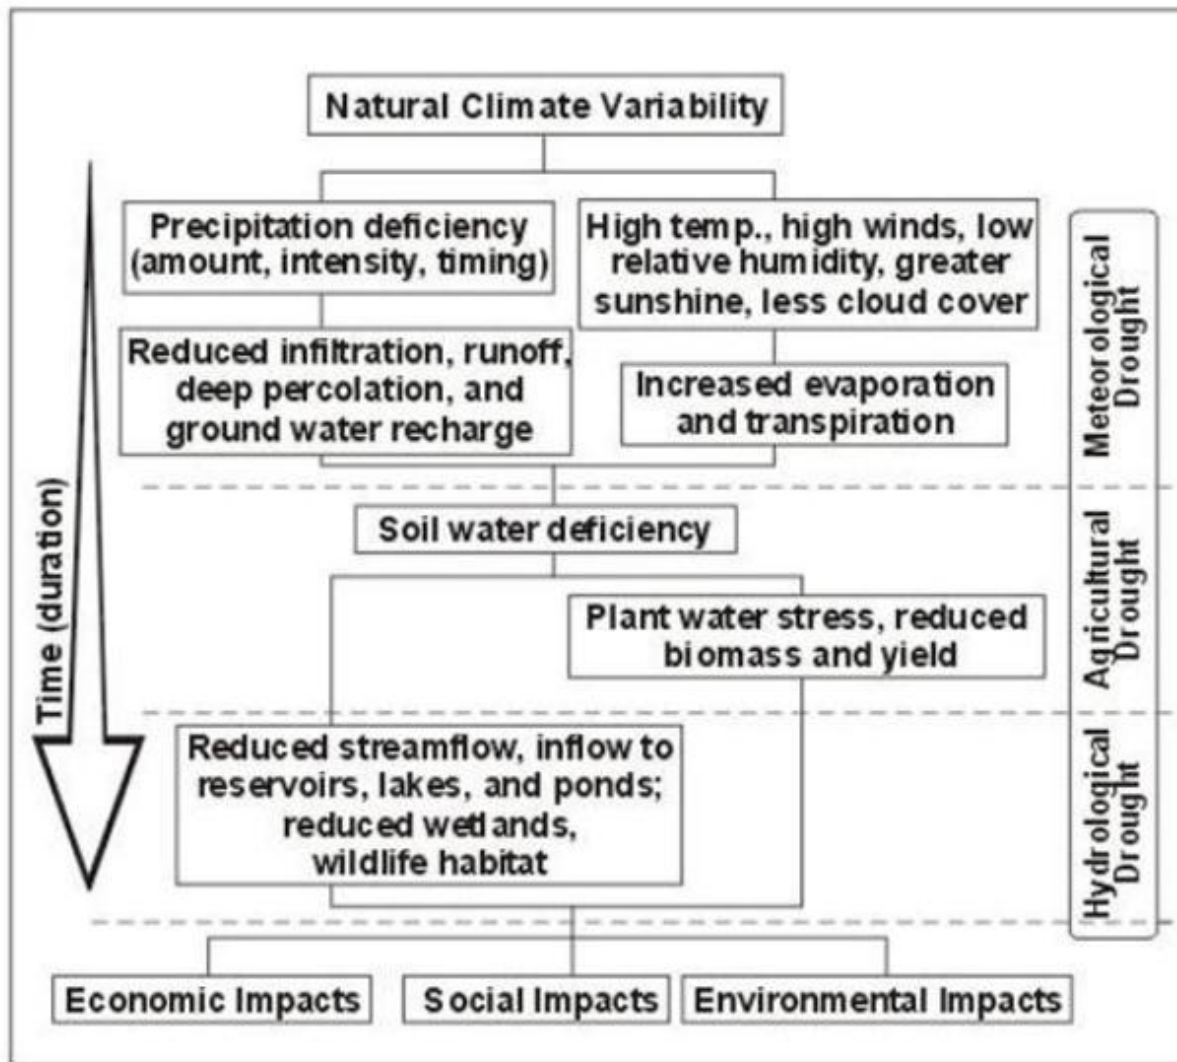 Natural Climate Variability
Precipitation deficiency
(amount, intensity, timing)
High temp., high winds, low
relative humidity, greater
sunshine, less cloud cover
Reduced infiltration, runoff,
deep percolation, and
ground water recharge
Increased evaporation
and transpiration
Meteorological
Drought
Time (duration)
Soil water deficiency
Plant water stress, reduced
biomass and yield
Agricultural
Drought
Reduced streamflow, inflow to
reservoirs, lakes, and ponds;
reduced wetlands,
wildlife habitat
Hydrological
Drought
Economic Impacts
Social Impacts
Environmental Impacts